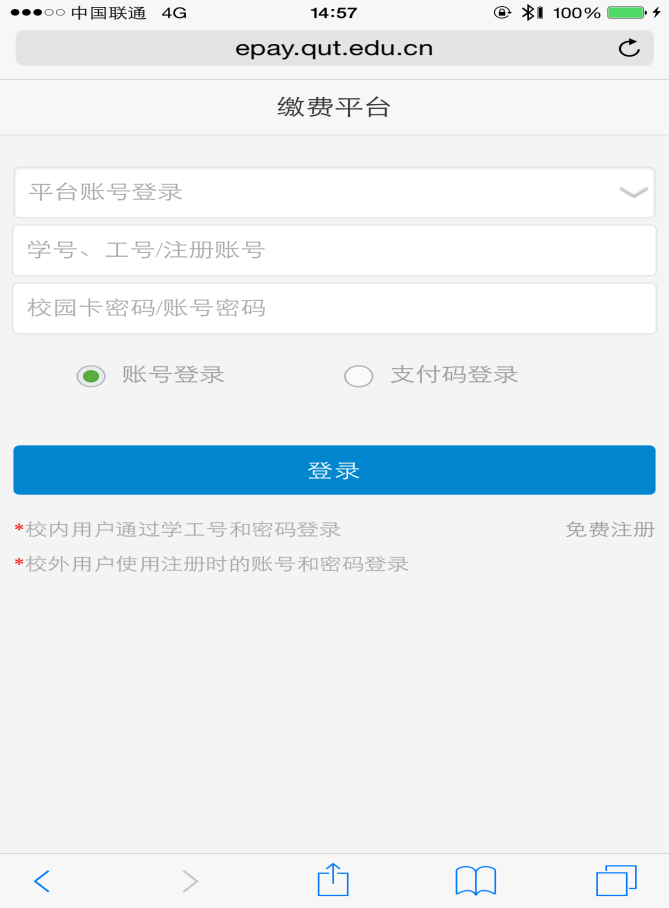 中国联通 4G 14:57 100%
epay.qut.edu.cn
缴费平台
平台账号登录
学号、工号/注册账号
校园卡密码/账号密码
账号登录 支付码登录
登录
*校内用户通过学工号和密码登录 免费注册
*校外用户使用注册时的账号和密码登录